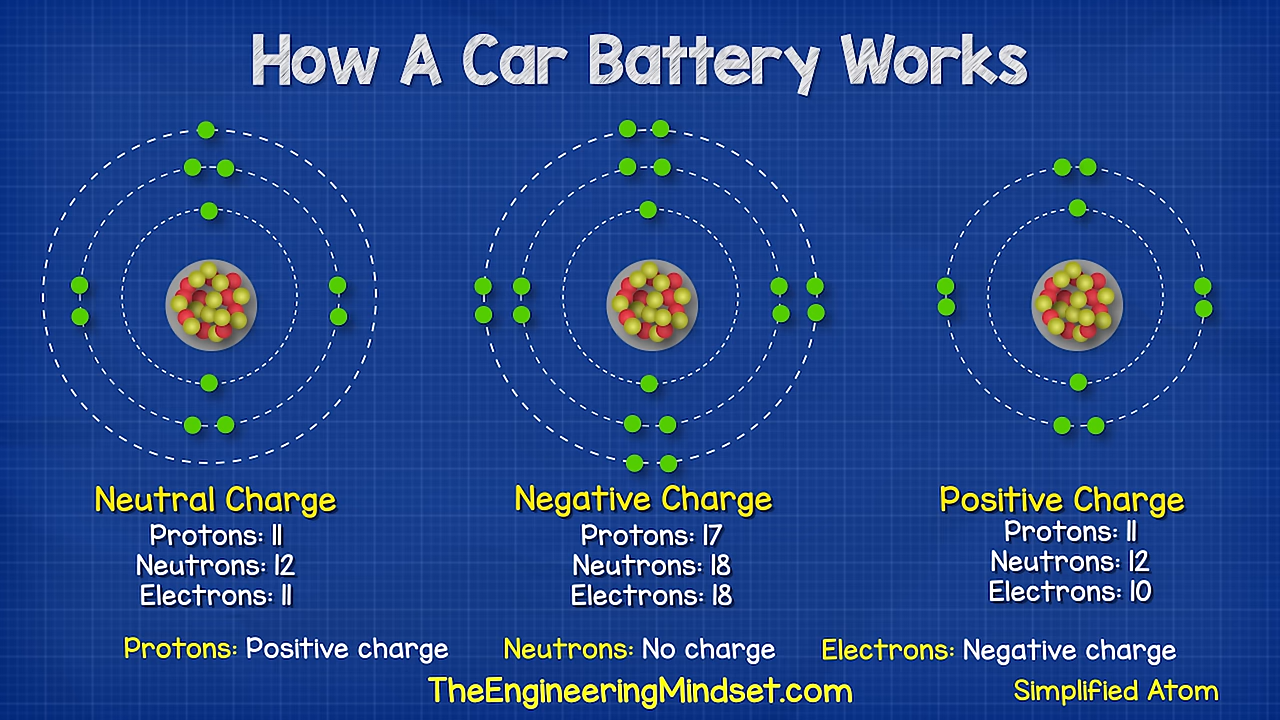 How A Car Battery Works
Neutral Charge
Protons: 11
Neutrons: 12
Electrons: 11
Negative Charge
Protons: 17
Neutrons: 18
Electrons: 18
Positive Charge
Protons: 11
Neutrons: 12
Electrons: 10
Protons: Positive charge
Neutrons: No charge
Electrons: Negative charge
TheEngineeringMindset.com
Simplified Atom